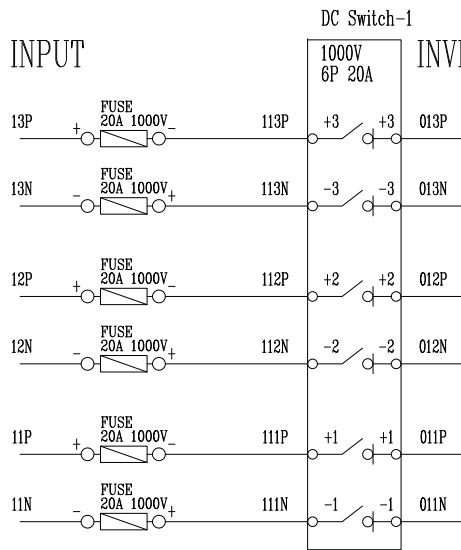 DC Switch-1
INPUT
1000V
6P 20A
INV
FUSE
20A 1000V
13P + - 113P +3 +3 013P
FUSE
20A 1000V
13N - + 113N -3 -3 013N
FUSE
20A 1000V
12P + - 112P +2 +2 012P
FUSE
20A 1000V
12N - + 112N -2 -2 012N
FUSE
20A 1000V
11P + - 111P +1 +1 011P
FUSE
20A 1000V
11N - + 111N -1 -1 011N